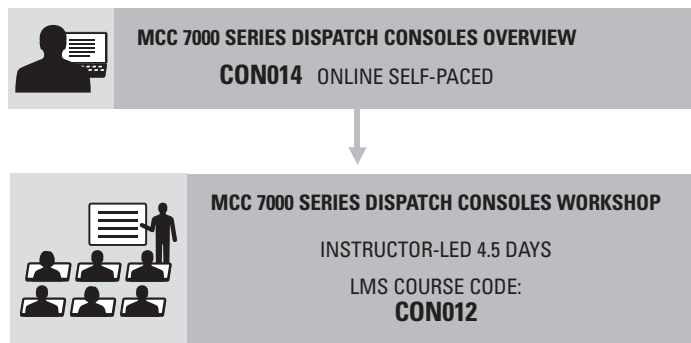 MCC 7000 SERIES DISPATCH CONSOLES OVERVIEW
CON014 ONLINE SELF-PACED
MCC 7000 SERIES DISPATCH CONSOLES WORKSHOP
INSTRUCTOR-LED 4.5 DAYS
LMS COURSE CODE:
CON012